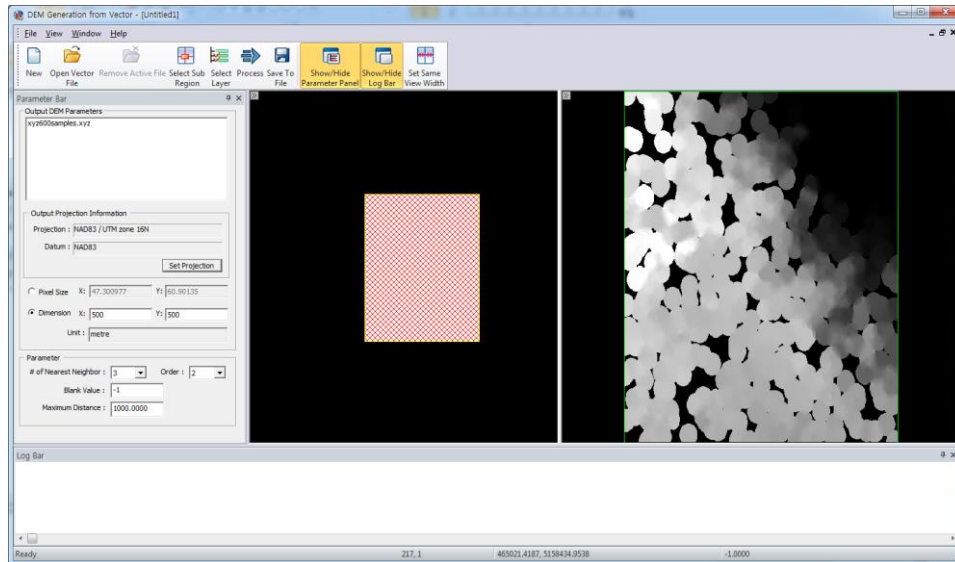 DEM Generation from Vector - [Untitled1]
File View Window Help
New Open Vector File Remove Active File Select Sub Region Select Layer Process Save To File Show/Hide Parameter Panel Show/Hide Log Bar Set Same View Width
Parameter Bar
Output DEM Parameters
xyz600samples.xyz
Output Projection Information
Projection : NAD83 / UTM zone 16N
Datum : NAD83
Set Projection
Pixel Size X: 47.300977 Y: 60.90135
Dimension X: 500 Y: 500
Unit : metre
Parameter
# of Nearest Neighbor : 3 Order : 2
Blank Value : -1
Maximum Distance : 1000.0000
Log Bar
Ready 217, 1 465021.4187, 5158434.9538 -1.0000